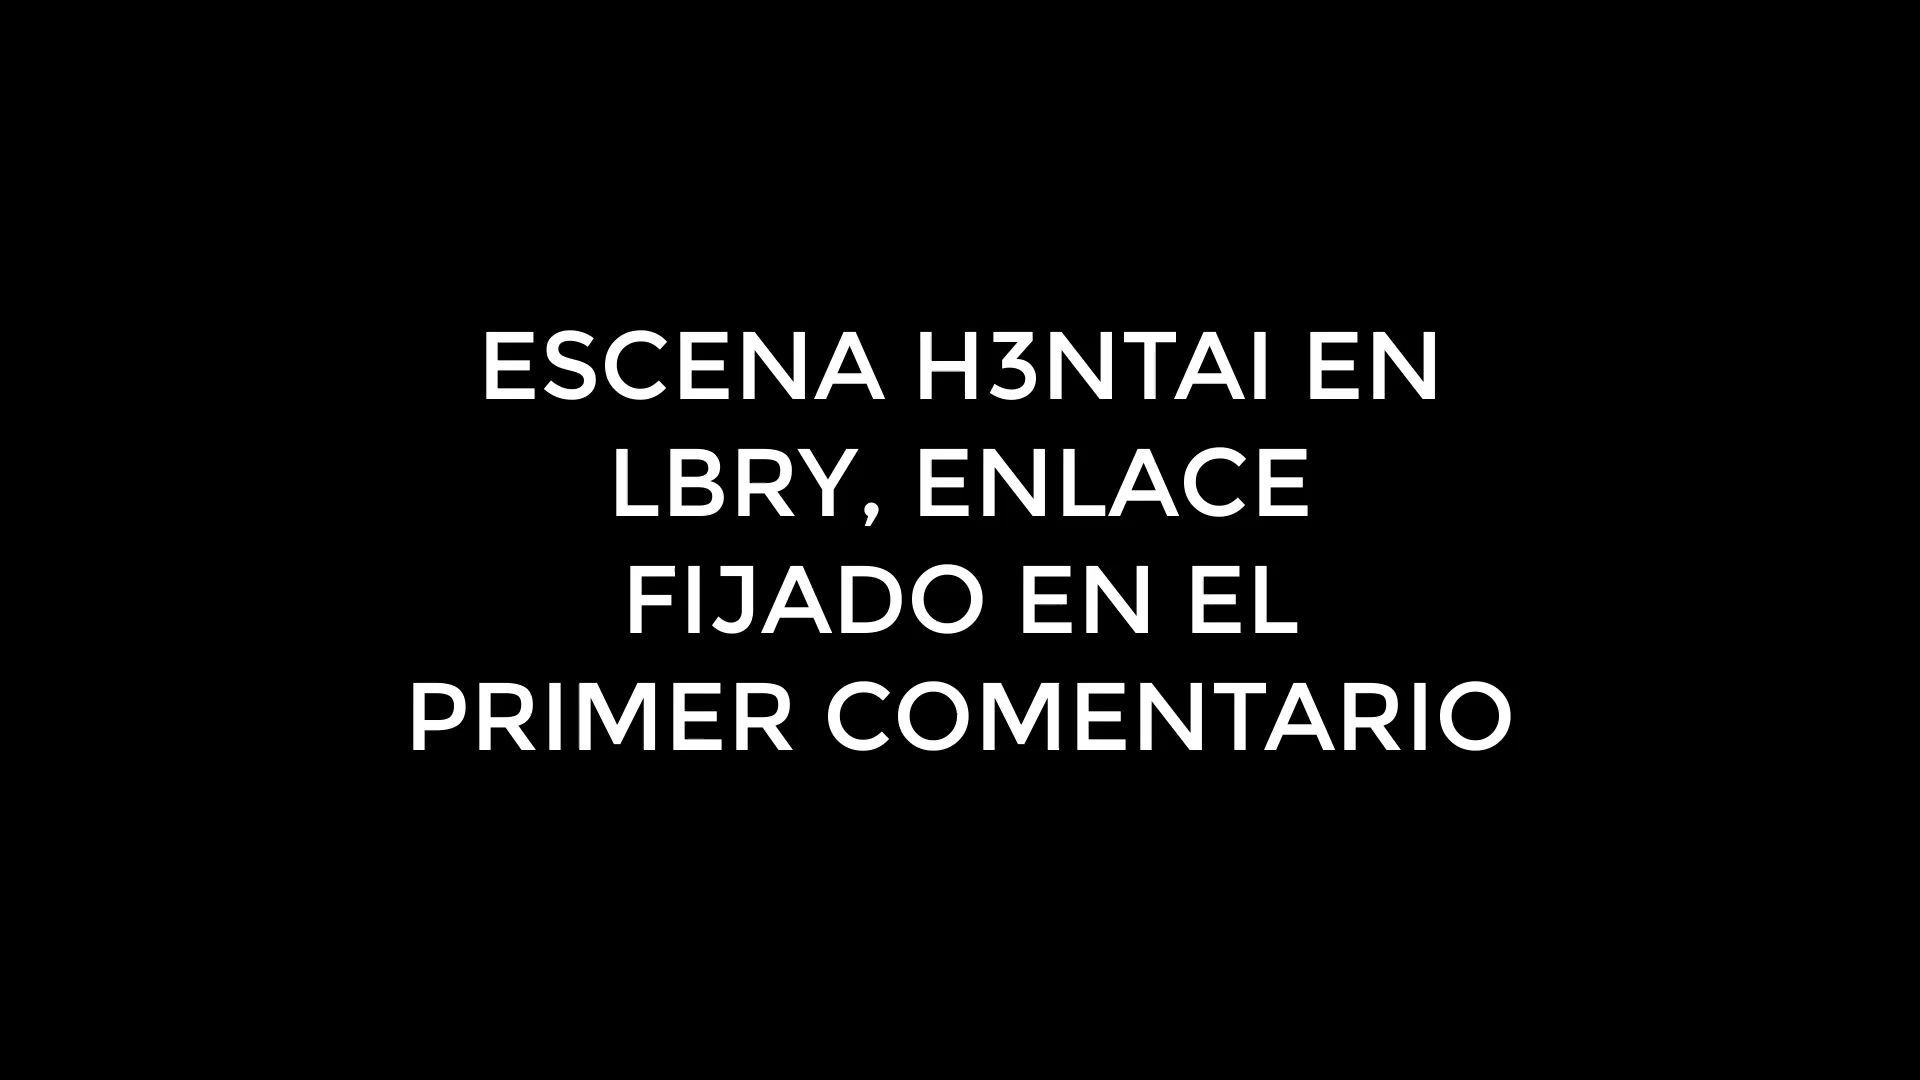 ESCENA H3NTAI EN
LBRY, ENLACE
FIJADO EN EL
PRIMER COMENTARIO